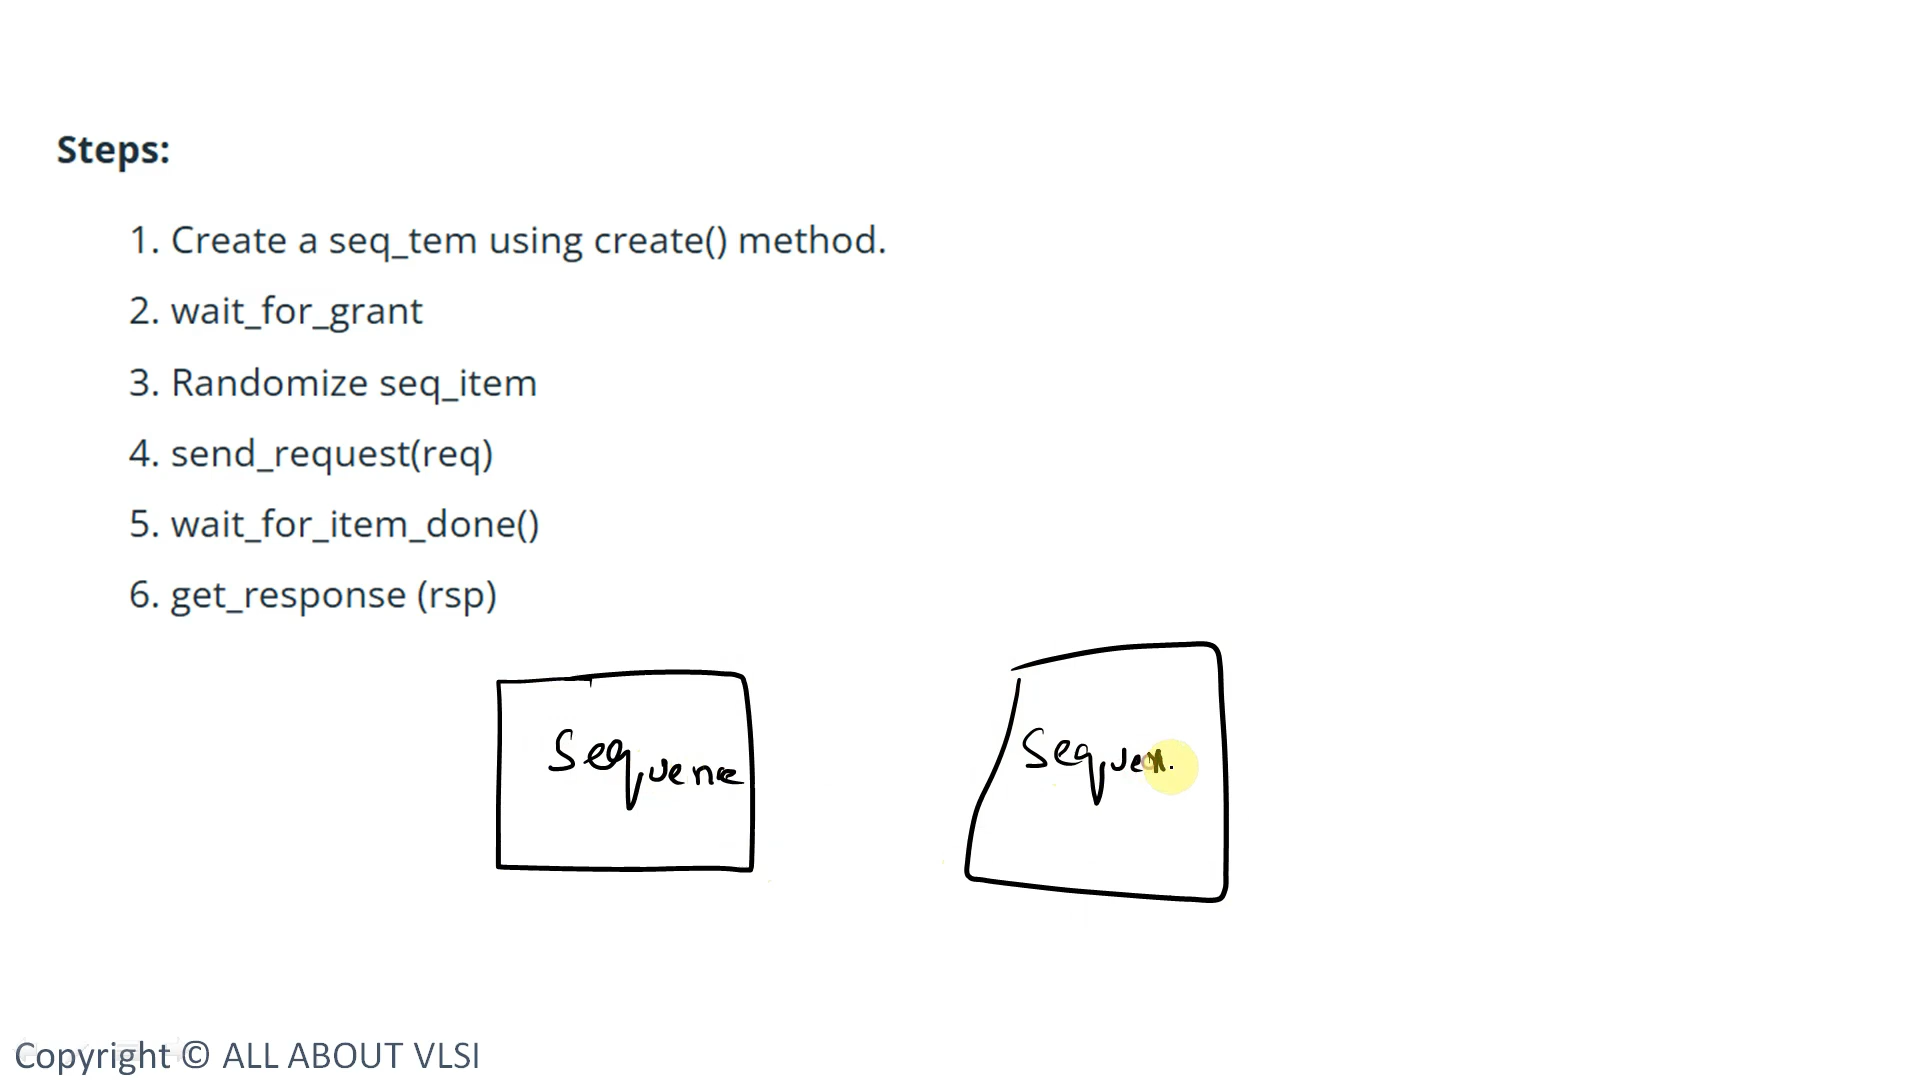 Steps:
1. Create a seq_tem using create() method.
2. wait_for_grant
3. Randomize seq_item
4. send_request(req)
5. wait_for_item_done()
6. get_response (rsp)
Sequence
Sequen
Copyright © ALL ABOUT VLSI